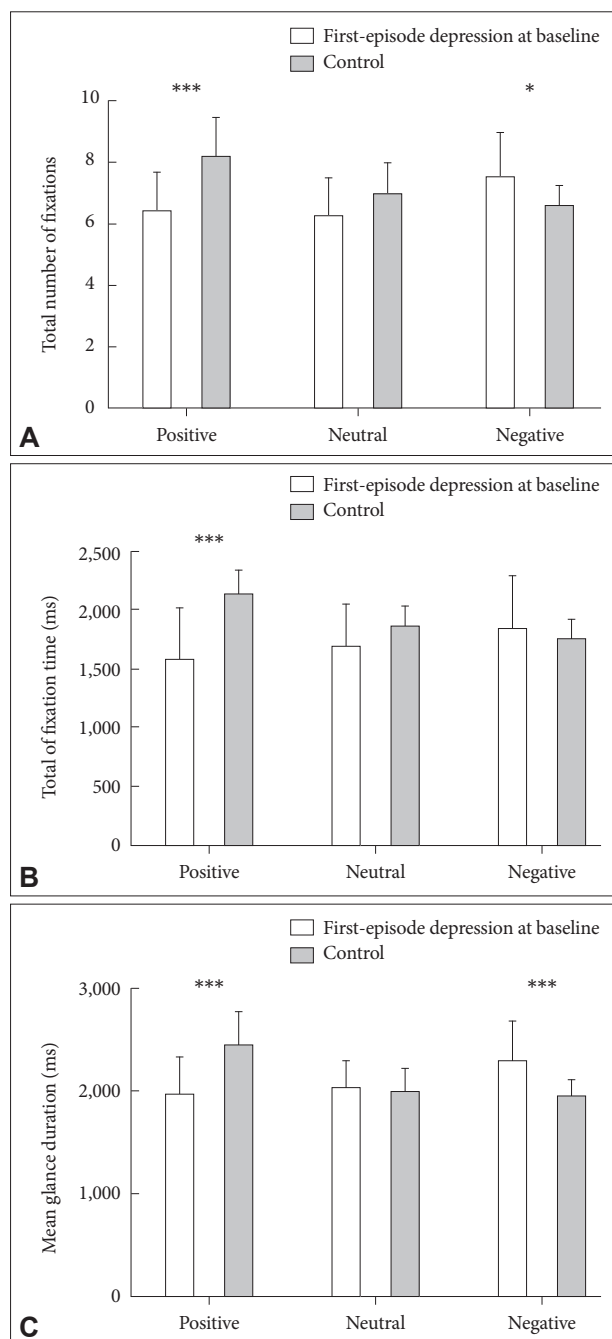 First-episode depression at baseline
Control
***
*
10
8
6
4
2
0
Total number of fixations
Positive
Neutral
Negative
A
First-episode depression at baseline
Control
***
2,500
2,000
1,500
1,000
500
0
Total of fixation time (ms)
Positive
Neutral
Negative
B
First-episode depression at baseline
Control
***
***
3,000
2,000
1,000
0
Mean glance duration (ms)
Positive
Neutral
Negative
C